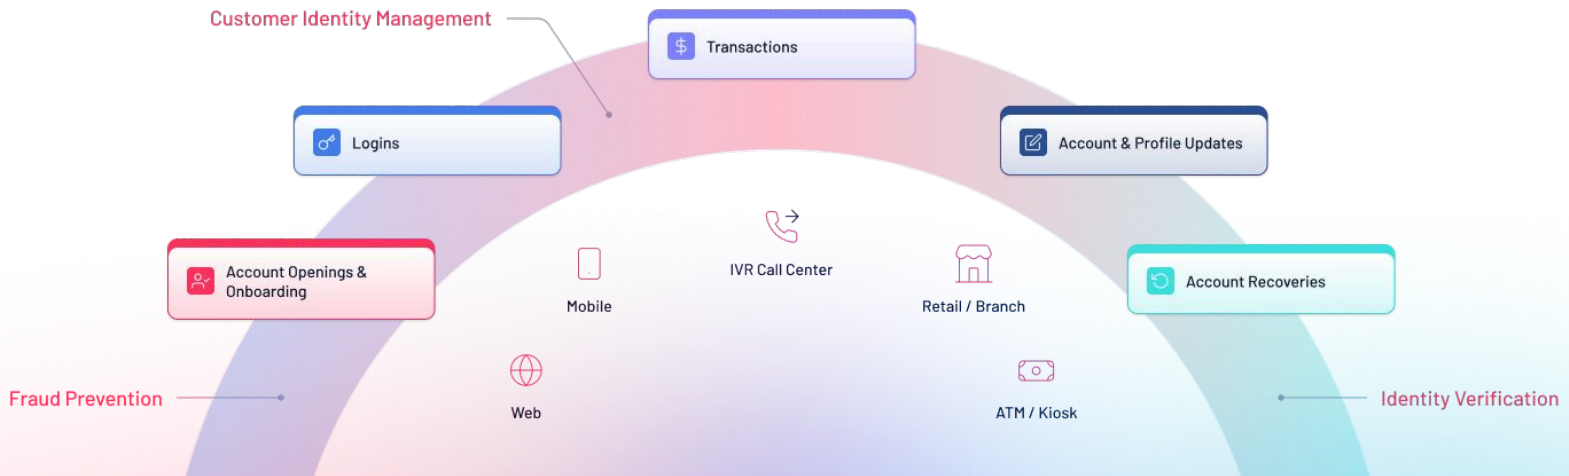 Customer Identity Management
Transactions
Logins
Account & Profile Updates
Account Openings &
Onboarding
Account Recoveries
IVR Call Center
Mobile
Retail / Branch
Web
ATM / Kiosk
Fraud Prevention
Identity Verification